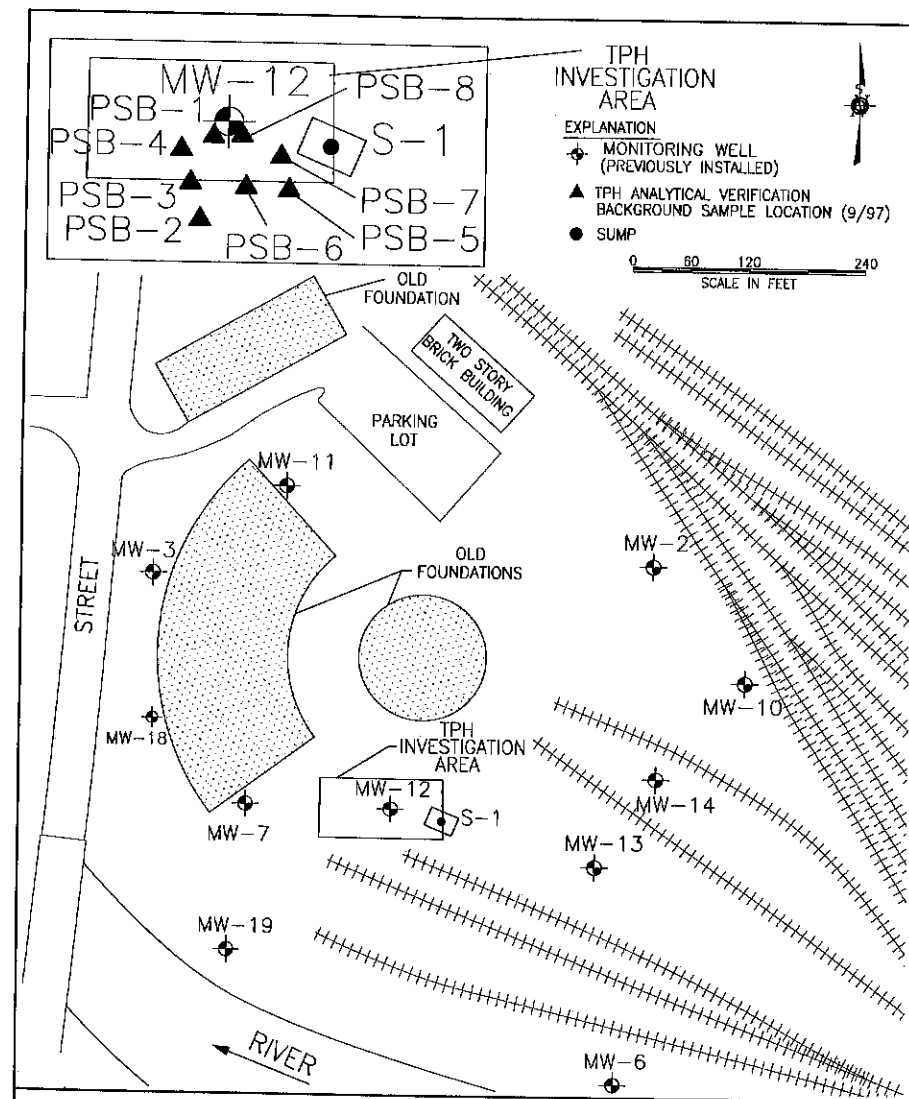 MW-12
PSB-1
PSB-8
PSB-4
S-1
PSB-3
PSB-7
PSB-2
PSB-6
PSB-5
TPH
INVESTIGATION
AREA
EXPLANATION
MONITORING WELL
(PREVIOUSLY INSTALLED)
TPH ANALYTICAL VERIFICATION
BACKGROUND SAMPLE LOCATION (9/97)
SUMP
0 60 120 240
SCALE IN FEET
OLD
FOUNDATION
TWO STORY
BRICK BUILDING
PARKING
LOT
MW-11
MW-3
MW-2
OLD
FOUNDATIONS
STREET
MW-10
MW-18
TPH
INVESTIGATION
AREA
MW-12
S-1
MW-14
MW-7
MW-13
MW-19
RIVER
MW-6